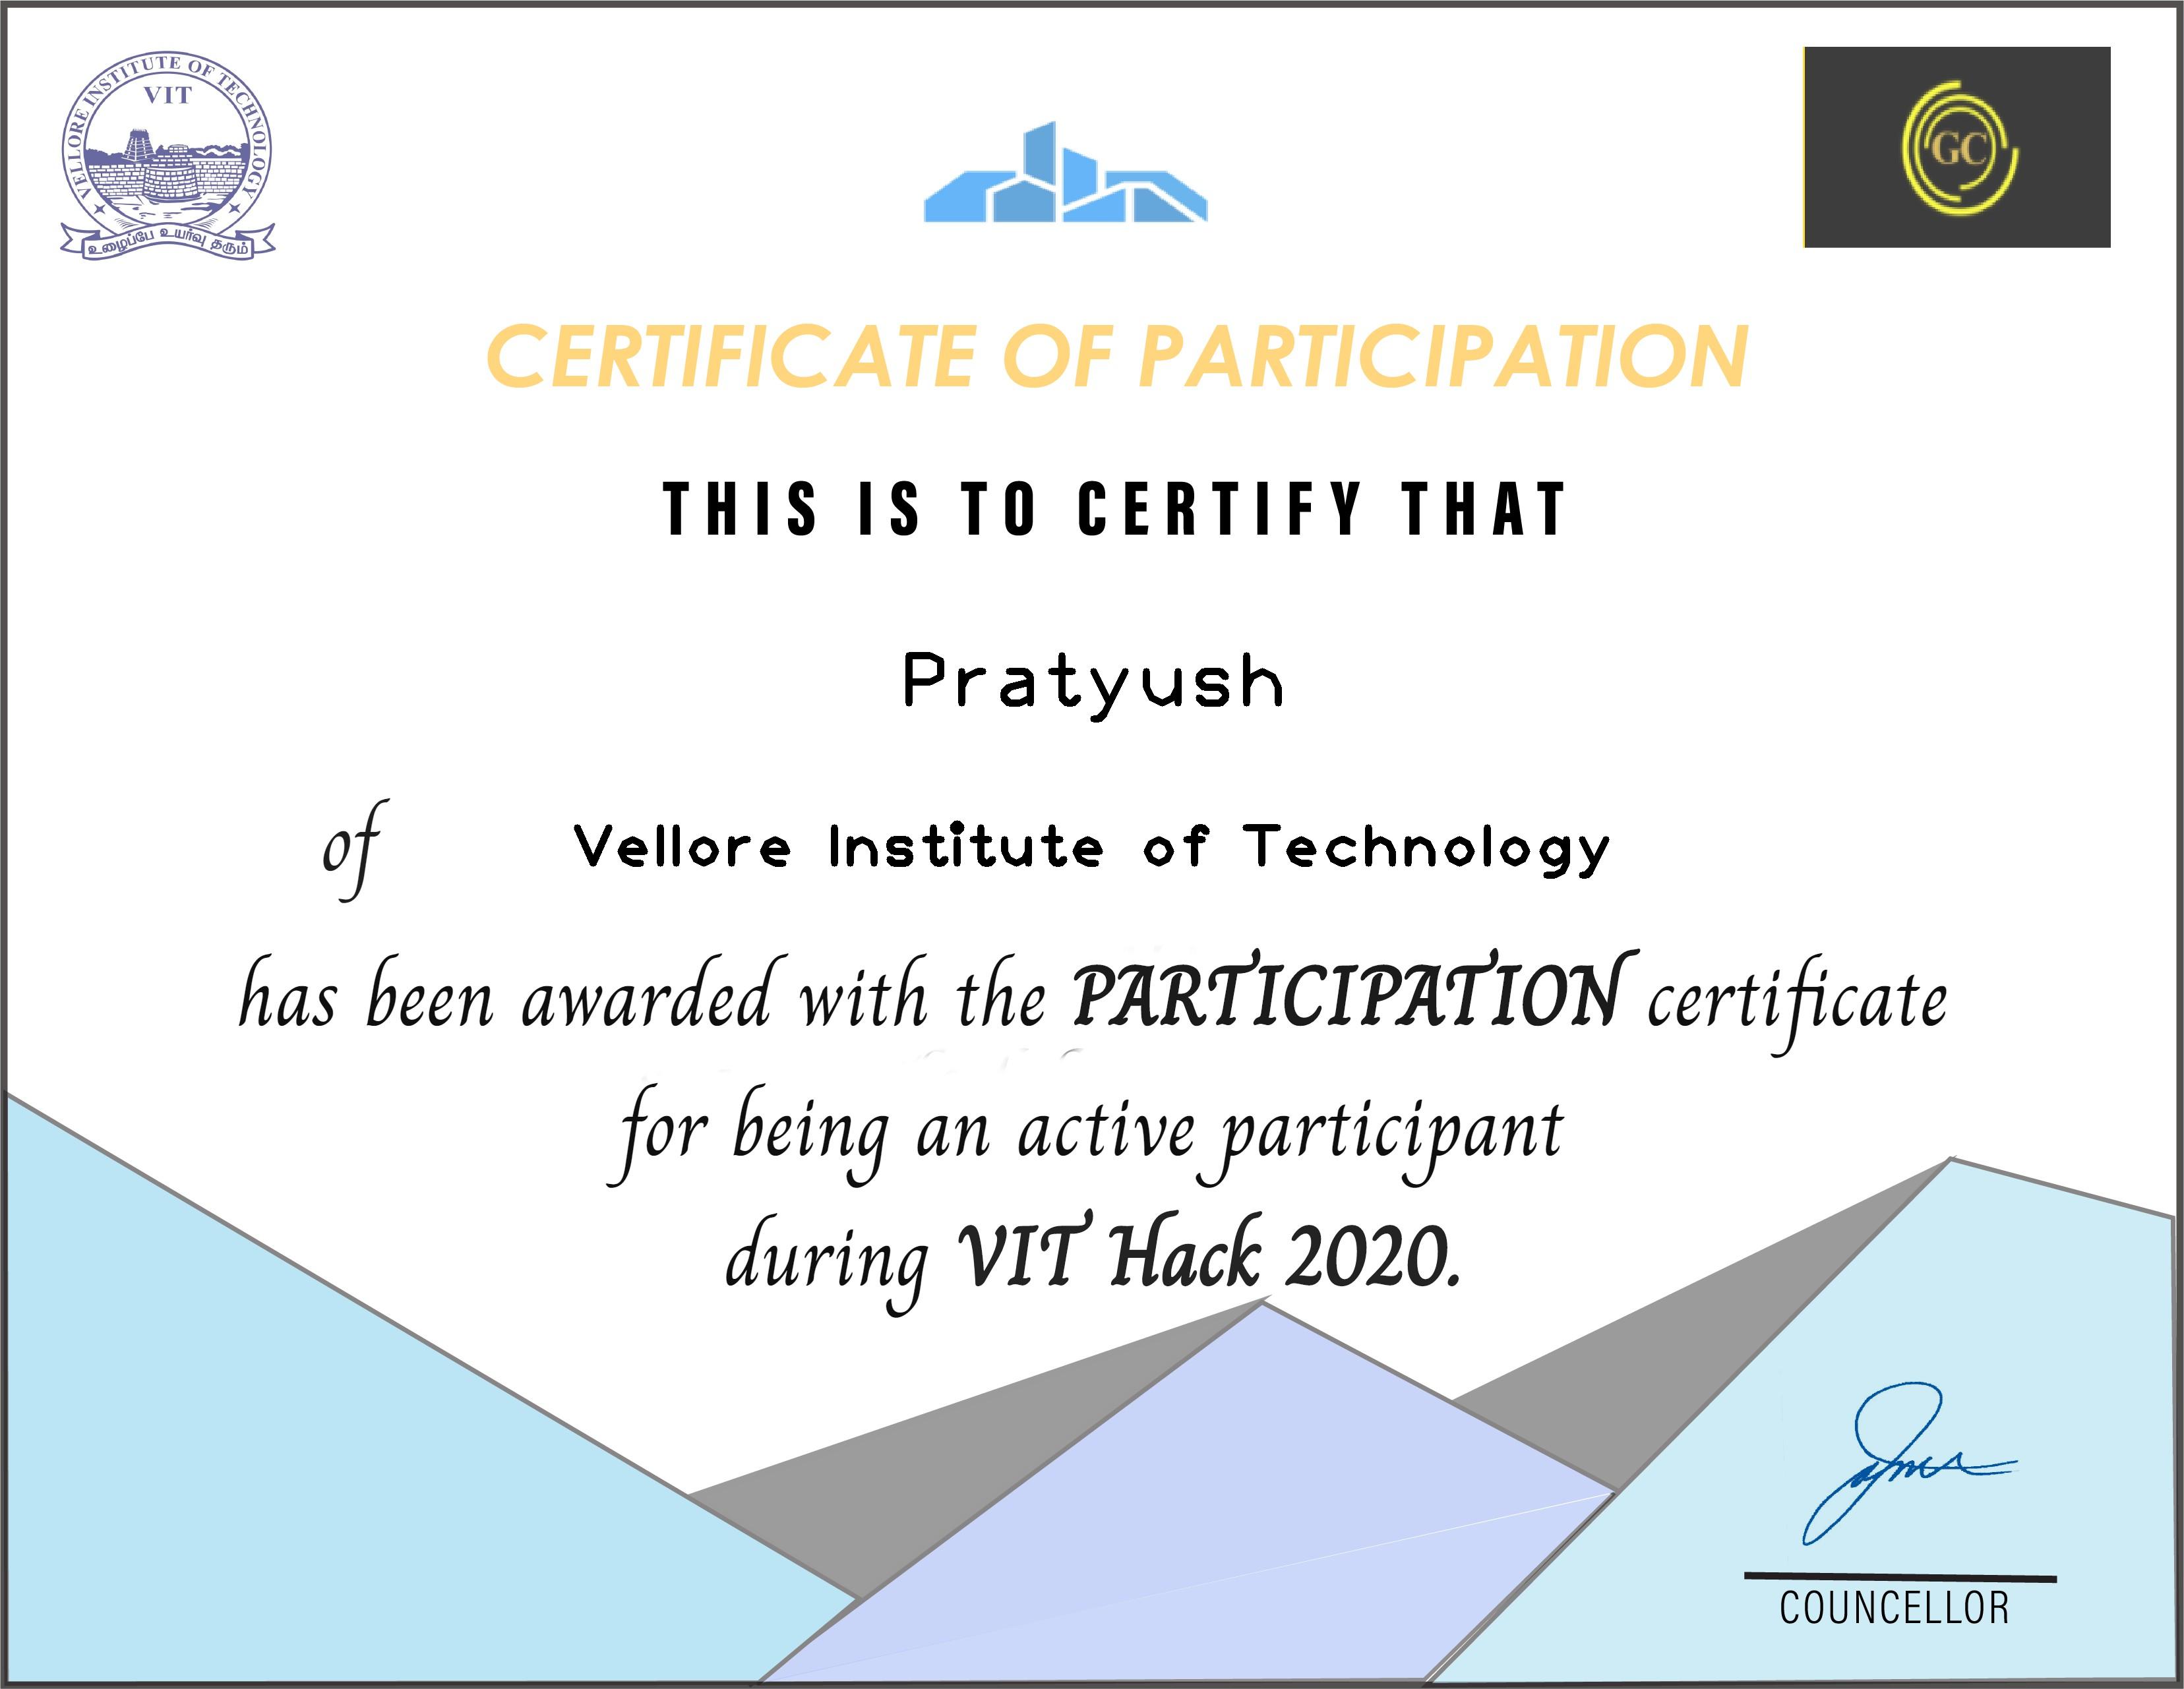 VELLORE INSTITUTE OF TECHNOLOGY
VIT
உழைப்பே உயர்வு தரும்
GC
CERTIFICATE OF PARTICIPATION
THIS IS TO CERTIFY THAT
Pratyush
of Vellore Institute of Technology
has been awarded with the PARTICIPATION certificate
for being an active participant
during VIT Hack 2020.
COUNCELLOR